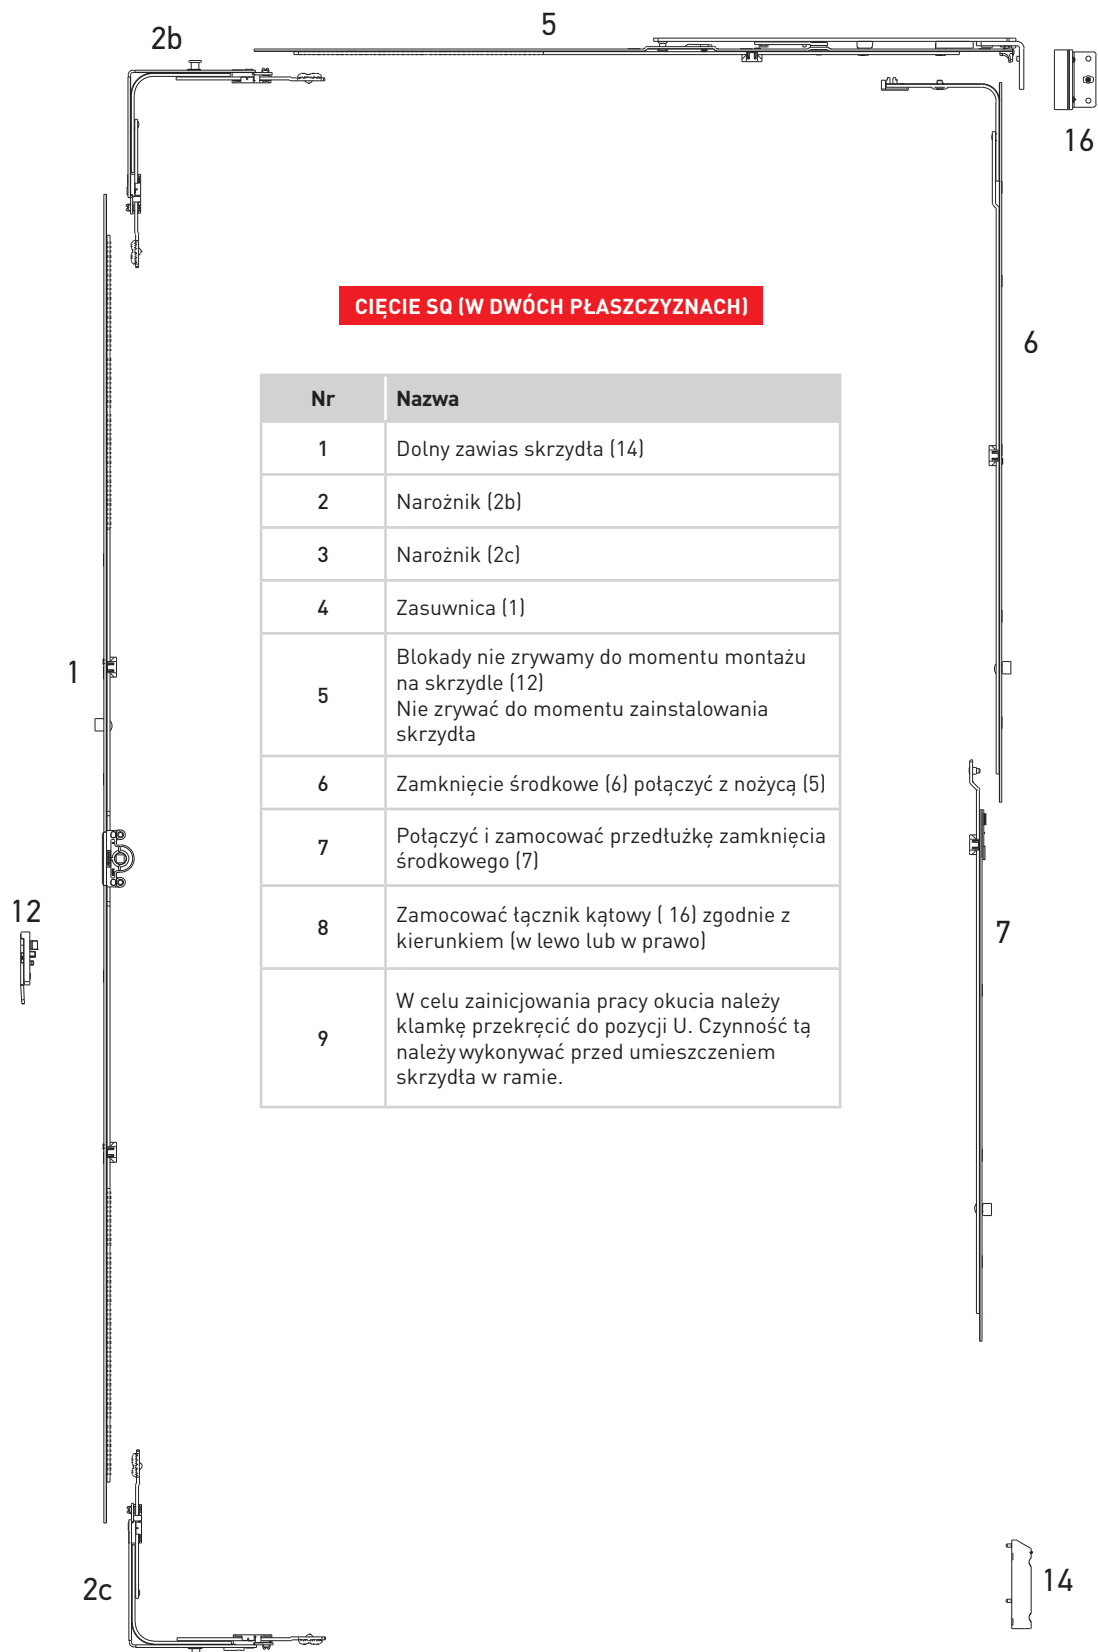 5
2b
16
CIĘCIE SQ (W DWÓCH PŁASZCZYZNACH)
6
Nr Nazwa
1 Dolny zawias skrzydła (14)
2 Narożnik (2b)
3 Narożnik (2c)
4 Zasuwnica (1)
5 Blokady nie zrywamy do momentu montażu
na skrzydle (12)
Nie zrywać do momentu zainstalowania
skrzydła
6 Zamknięcie środkowe (6) połączyć z nożycą (5)
7 Połączyć i zamocować przedłużkę zamknięcia
środkowego (7)
8 Zamocować łącznik kątowy ( 16) zgodnie z
kierunkiem (w lewo lub w prawo)
9 W celu zainicjowania pracy okucia należy
klamkę przekręcić do pozycji U. Czynność tą
należy wykonywać przed umieszczeniem
skrzydła w ramie.
1
12
7
2c
14